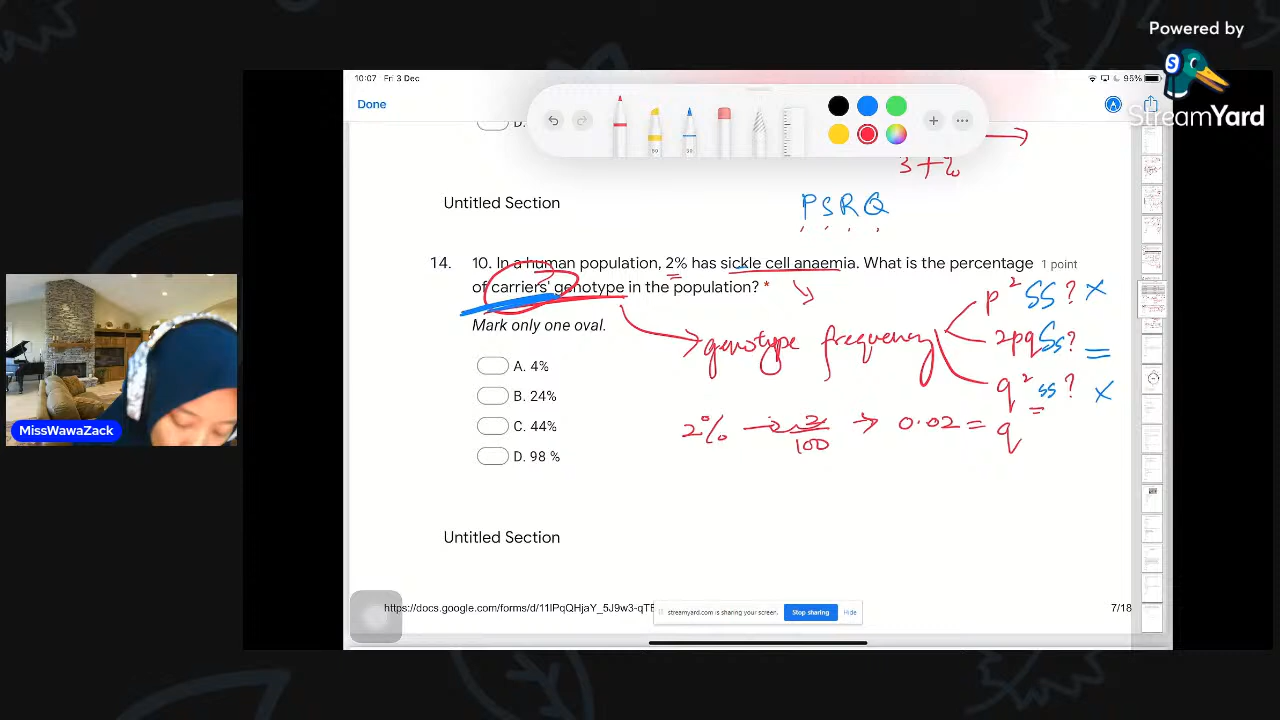 Powered by
StreamYard
10:07 Fri 3 Dec
95%
Done
50
50
D.
3+2
Untitled Section
PSRQ
14. 10. In a human population, 2% has sickle cell anaemia. What is the percentage 1 point
of carriers' genotype in the population? *
p² SS? ×
Mark only one oval.
genotype frequency 2pq Ss? =
A. 4%
q² ss? ×
B. 24%
2% → 2/100 → 0.02 = q
C. 44%
D. 98 %
MissWawaZack
Untitled Section
https://docs.google.com/forms/d/11IPqQHjaY_5J9w3-qTE
streamyard.com is sharing your screen.
Stop sharing
Hide
7/18